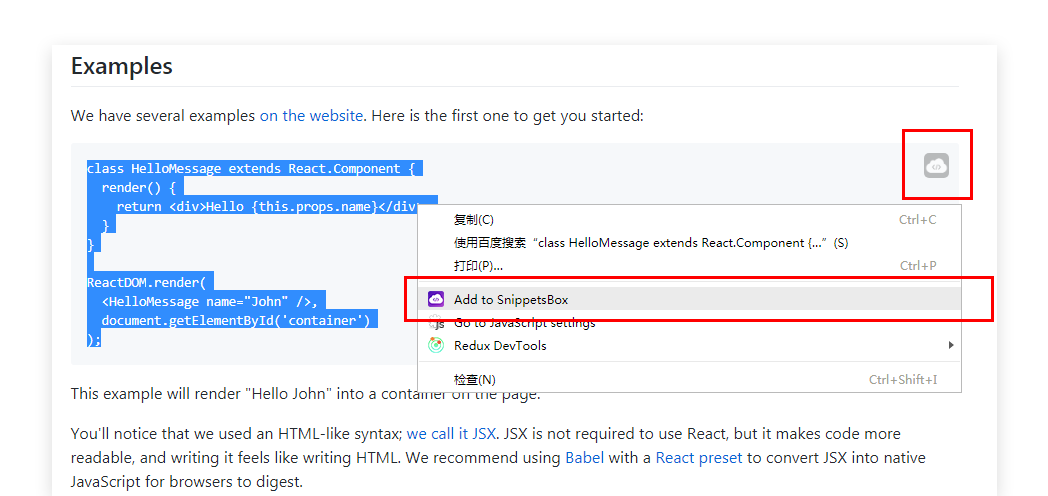 Examples
We have several examples on the website. Here is the first one to get you started:
class HelloMessage extends React.Component {
render() {
return <div>Hello {this.props.name}</div>
}
}
ReactDOM.render(
<HelloMessage name="John" />,
document.getElementById('container')
);
复制(C) Ctrl+C
使用百度搜索“class HelloMessage extends React.Component {...”(S)
打印(P)... Ctrl+P
Add to SnippetsBox
Go to JavaScript settings
Redux DevTools
检查(N) Ctrl+Shift+I
This example will render "Hello John" into a container on the page.
You'll notice that we used an HTML-like syntax; we call it JSX. JSX is not required to use React, but it makes code more
readable, and writing it feels like writing HTML. We recommend using Babel with a React preset to convert JSX into native
JavaScript for browsers to digest.